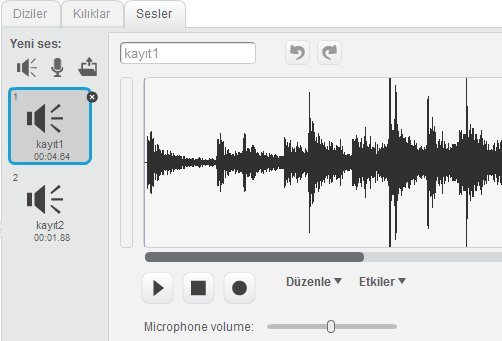 Diziler Kılıklar Sesler
Yeni ses:
kayıt1
1
kayıt1
00:04.64
2
kayıt2
00:01.88
Düzenle Etkiler
Microphone volume: